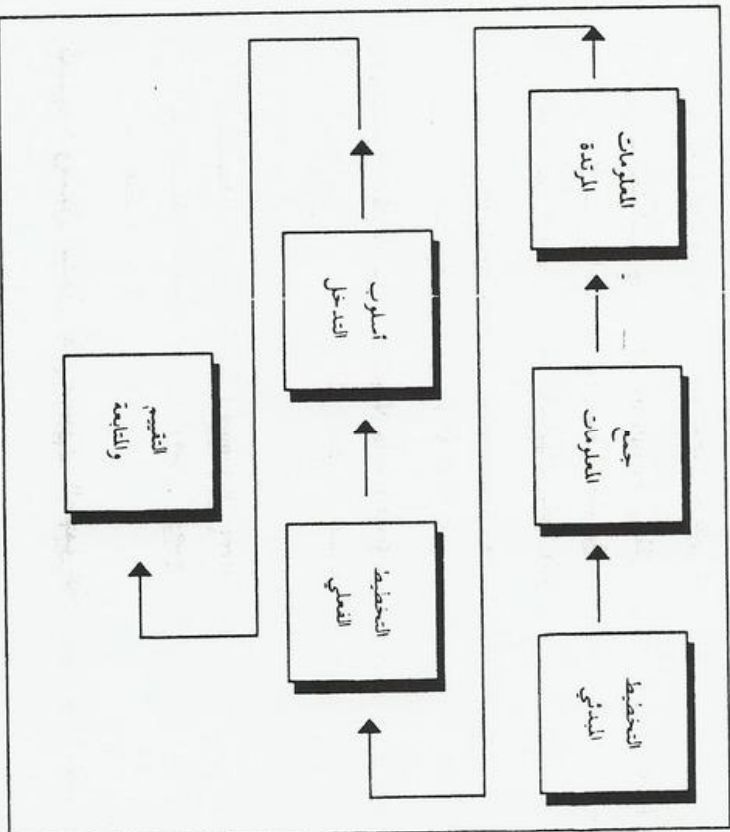 التخطيط
المبدئي
جمع
المعلومات
المعلومات
المرتدة
التخطيط
الفعلي
أسلوب
التدخل
التقييم
والمتابعة